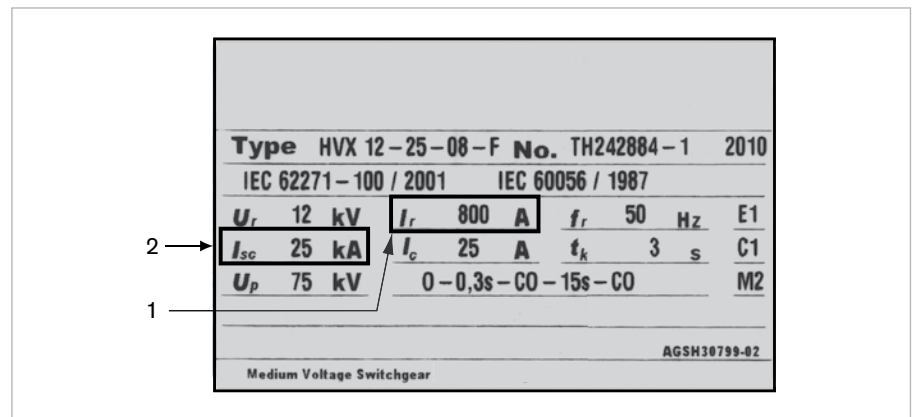 Type HVX 12 – 25 – 08 – F No. TH242884 – 1 2010
IEC 62271 – 100 / 2001 IEC 60056 / 1987
Ur 12 kV Ir 800 A fr 50 Hz E1
2 Isc 25 kA Ic 25 A tk 3 s C1
Up 75 kV O – 0,3s – CO – 15s – CO M2
1
AGSH30799-02
Medium Voltage Switchgear